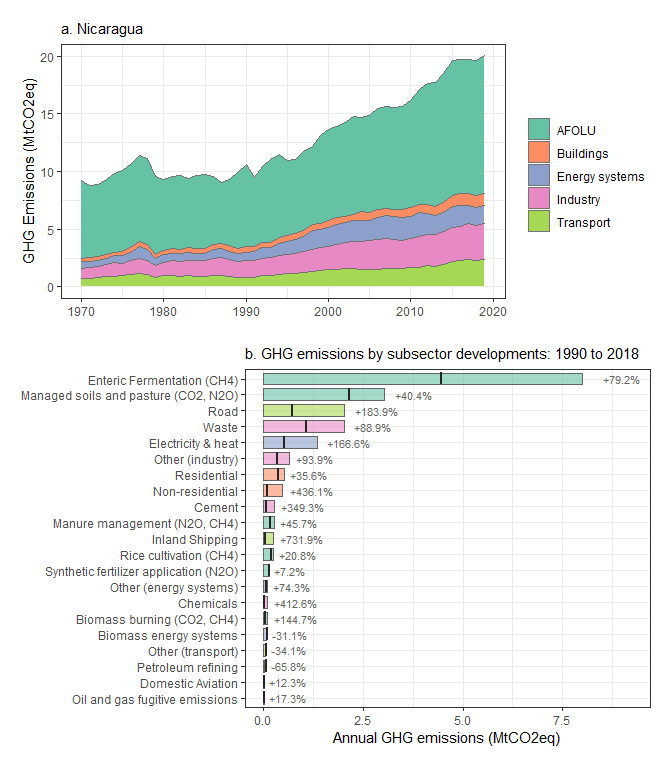 a. Nicaragua
GHG Emissions (MtCO2eq)
20
15
10
5
0
1970
1980
1990
2000
2010
2020
AFOLU
Buildings
Energy systems
Industry
Transport
b. GHG emissions by subsector developments: 1990 to 2018
Enteric Fermentation (CH4) +79.2%
Managed soils and pasture (CO2, N2O) +40.4%
Road +183.9%
Waste +88.9%
Electricity & heat +166.6%
Other (industry) +93.9%
Residential +35.6%
Non-residential +436.1%
Cement +349.3%
Manure management (N2O, CH4) +45.7%
Inland Shipping +731.9%
Rice cultivation (CH4) +20.8%
Synthetic fertilizer application (N2O) +7.2%
Other (energy systems) +74.3%
Chemicals +412.6%
Biomass burning (CO2, CH4) +144.7%
Biomass energy systems -31.1%
Other (transport) -34.1%
Petroleum refining -65.8%
Domestic Aviation +12.3%
Oil and gas fugitive emissions +17.3%
0.0
2.5
5.0
7.5
Annual GHG emissions (MtCO2eq)